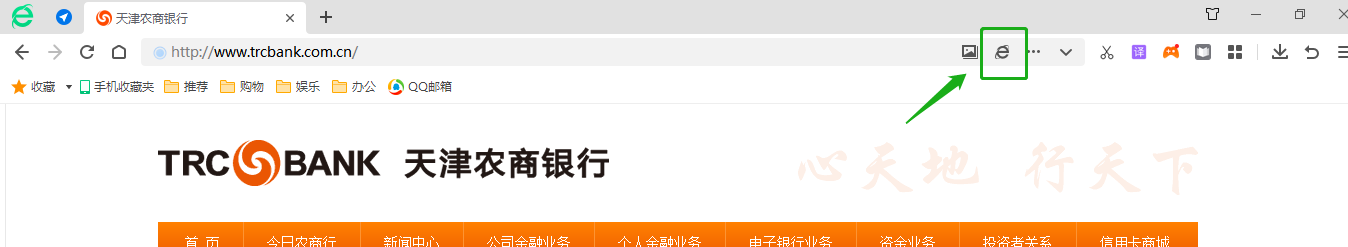 天津农商银行
http://www.trcbank.com.cn/
译
收藏 手机收藏夹 推荐 购物 娱乐 办公 QQ邮箱
TRC BANK 天津农商银行
心天地 行天下
首 页 今日农商行 新闻中心 公司金融业务 个人金融业务 电子银行业务 资金业务 投资者关系 信用卡商城